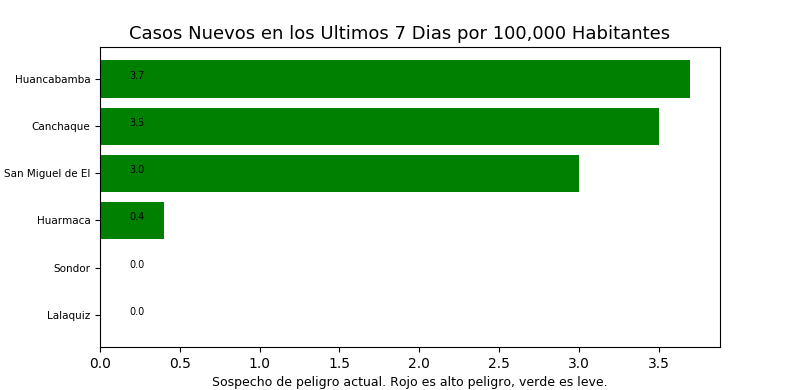 Casos Nuevos en los Ultimos 7 Dias por 100,000 Habitantes
Huancabamba 3.7
Canchaque 3.5
San Miguel de El 3.0
Huarmaca 0.4
Sondor 0.0
Lalaquiz 0.0
0.0 0.5 1.0 1.5 2.0 2.5 3.0 3.5
Sospecho de peligro actual. Rojo es alto peligro, verde es leve.